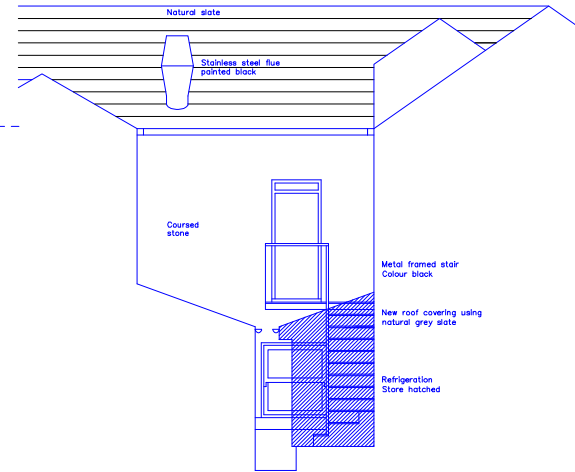 Natural slate
Stainless steel flue
painted black
Coursed
stone
Metal framed stair
Colour black
New roof covering using
natural grey slate
Refrigeration
Store hatched